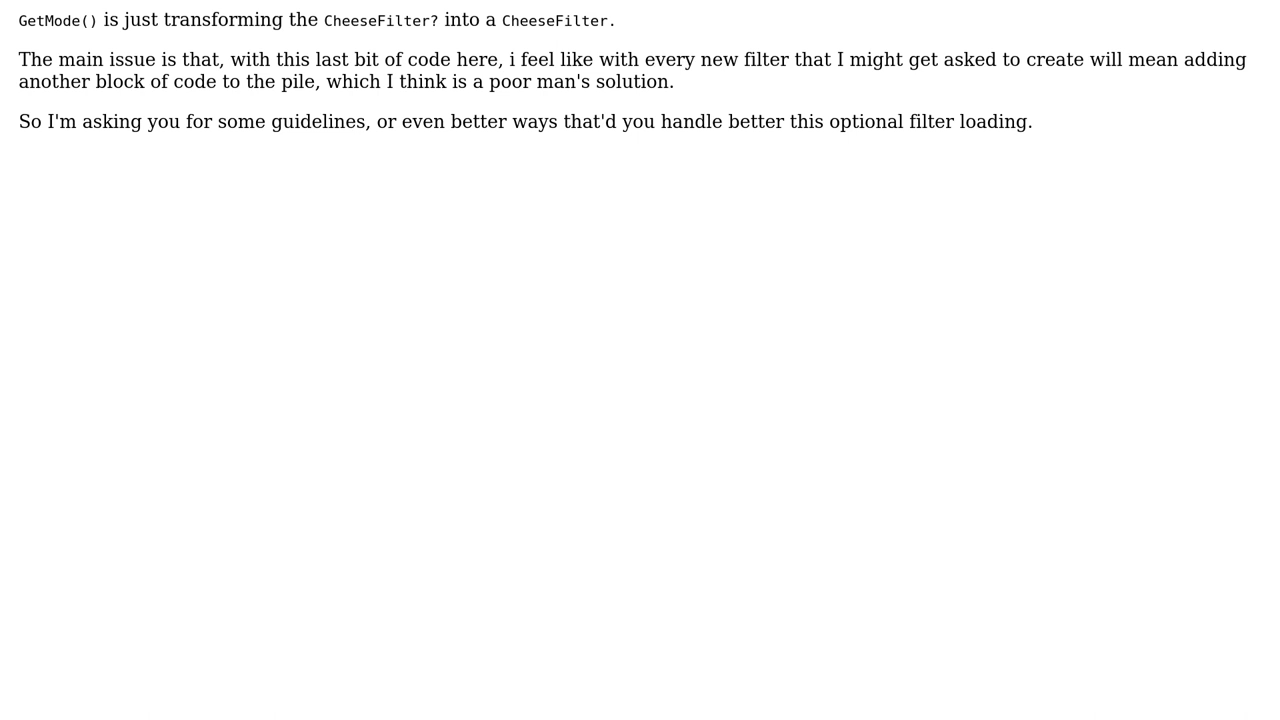 GetMode() is just transforming the CheeseFilter? into a CheeseFilter.
The main issue is that, with this last bit of code here, i feel like with every new filter that I might get asked to create will mean adding
another block of code to the pile, which I think is a poor man's solution.
So I'm asking you for some guidelines, or even better ways that'd you handle better this optional filter loading.